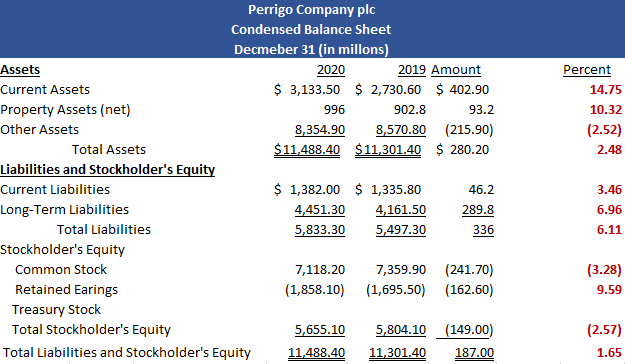 Perrigo Company plc
Condensed Balance Sheet
Decmeber 31 (in millons)
Assets 2020 2019 Amount Percent
Current Assets $ 3,133.50 $ 2,730.60 $ 402.90 14.75
Property Assets (net) 996 902.8 93.2 10.32
Other Assets 8,354.90 8,570.80 (215.90) (2.52)
Total Assets $11,488.40 $11,301.40 $ 280.20 2.48
Liabilities and Stockholder's Equity
Current Liabilities $ 1,382.00 $ 1,335.80 46.2 3.46
Long-Term Liabilities 4,451.30 4,161.50 289.8 6.96
Total Liabilities 5,833.30 5,497.30 336 6.11
Stockholder's Equity
Common Stock 7,118.20 7,359.90 (241.70) (3.28)
Retained Earings (1,858.10) (1,695.50) (162.60) 9.59
Treasury Stock
Total Stockholder's Equity 5,655.10 5,804.10 (149.00) (2.57)
Total Liabilities and Stockholder's Equity 11,488.40 11,301.40 187.00 1.65